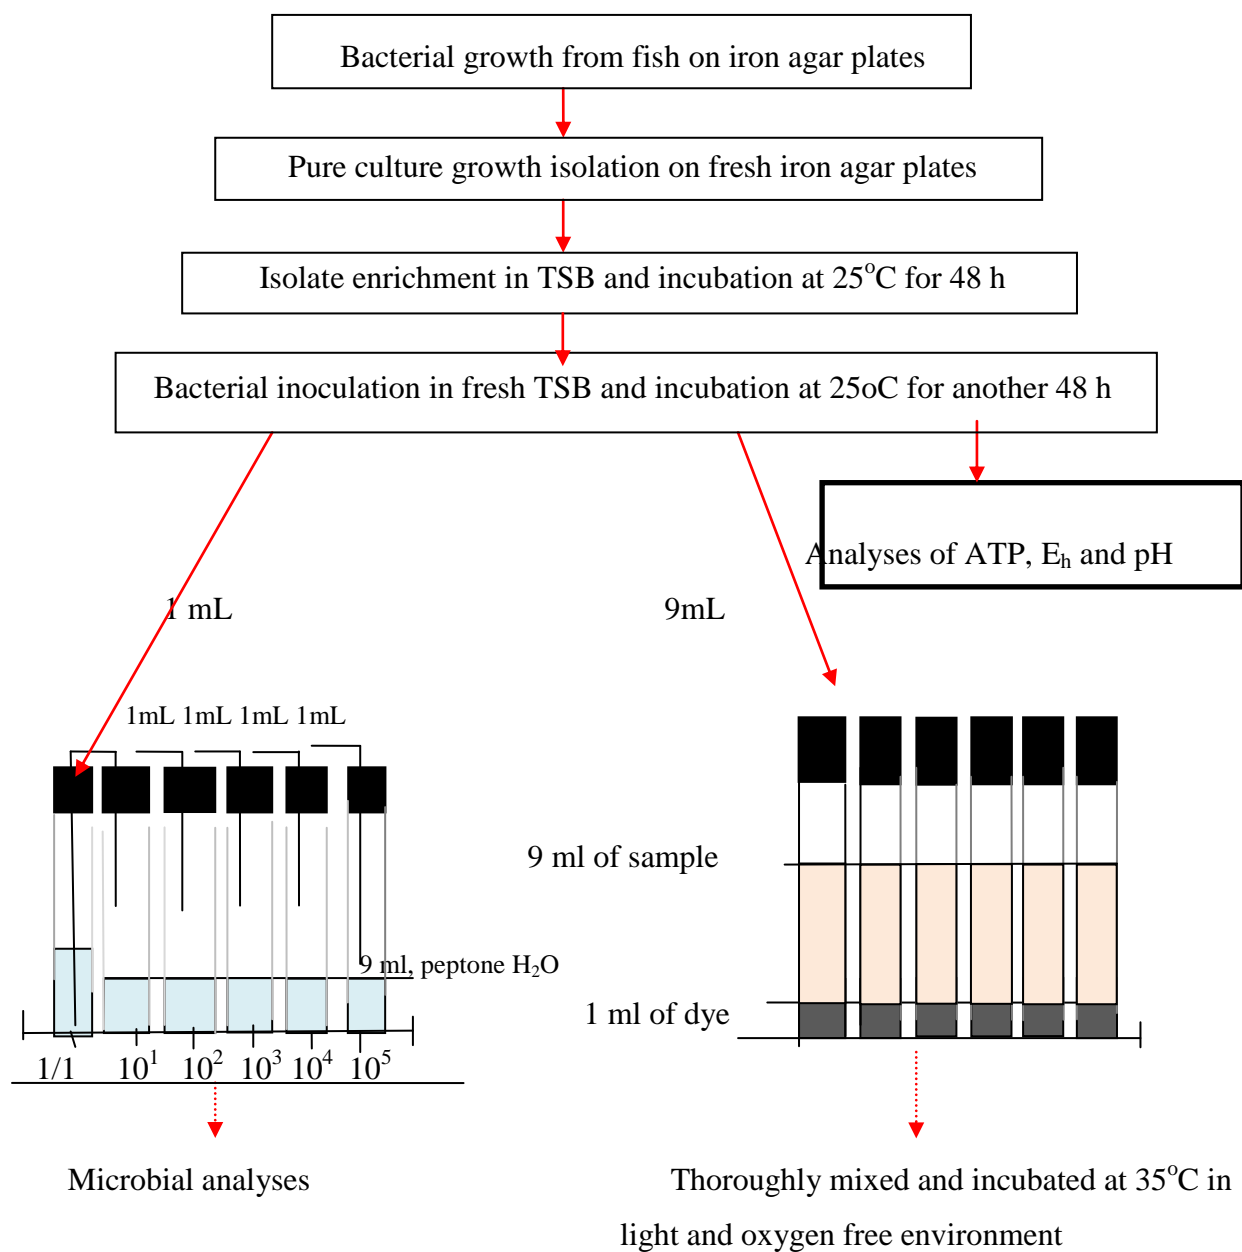 Bacterial growth from fish on iron agar plates
Pure culture growth isolation on fresh iron agar plates
Isolate enrichment in TSB and incubation at 25°C for 48 h
Bacterial inoculation in fresh TSB and incubation at 25oC for another 48 h
Analyses of ATP, Eₕ and pH
1 mL
9mL
1mL 1mL 1mL 1mL
9 ml of sample
9 ml, peptone H₂O
1 ml of dye
1/1 10¹ 10² 10³ 10⁴ 10⁵
Microbial analyses
Thoroughly mixed and incubated at 35°C in
light and oxygen free environment